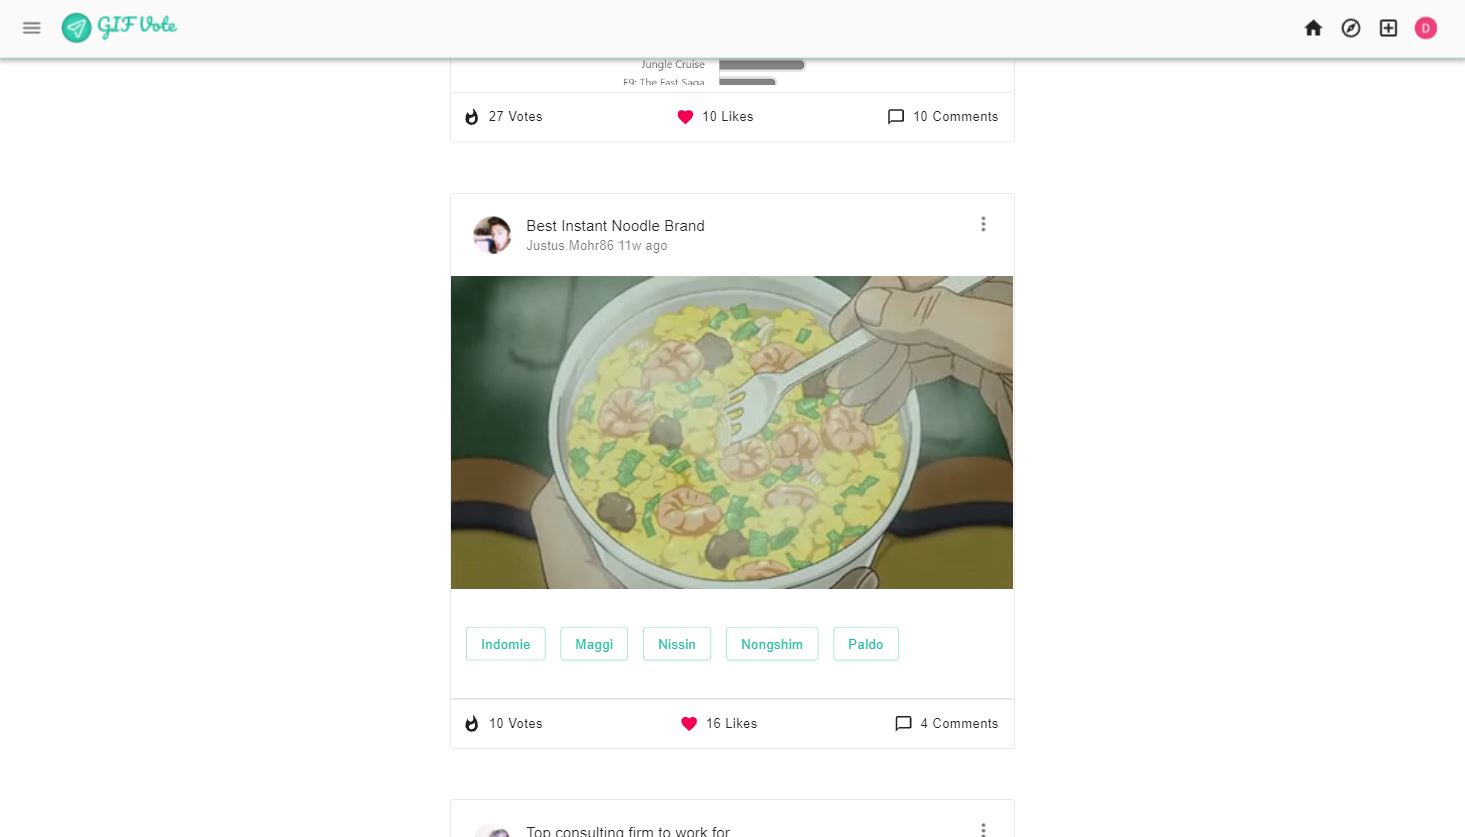 GIF Vote
D
Jungle Cruise
F9: The Fast Saga
27 Votes
10 Likes
10 Comments
Best Instant Noodle Brand
Justus.Mohr86 11w ago
Indomie
Maggi
Nissin
Nongshim
Paldo
10 Votes
16 Likes
4 Comments
Top consulting firm to work for